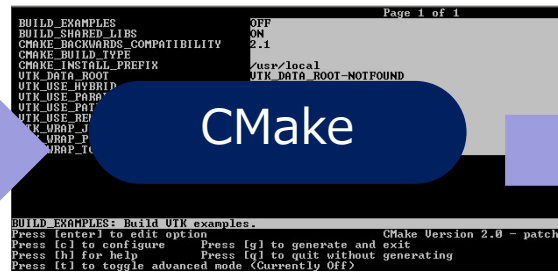 Page 1 of 1
BUILD_EXAMPLES OFF
BUILD_SHARED_LIBS ON
CMAKE_BACKWARDS_COMPATIBILITY 2.1
CMAKE_BUILD_TYPE
CMAKE_INSTALL_PREFIX /usr/local
VTK_DATA_ROOT VTK_DATA_ROOT-NOTFOUND
VTK_USE_HYBRID
VTK_USE_PARA
VTK_USE_PAT
VTK_USE_REN
VTK_WRAP_J
VTK_WRAP_P
WRAP_TC
CMake
BUILD_EXAMPLES: Build VTK examples.
Press [enter] to edit option CMake Version 2.0 - patch
Press [c] to configure Press [g] to generate and exit
Press [h] for help Press [q] to quit without generating
Press [t] to toggle advanced mode (Currently Off)